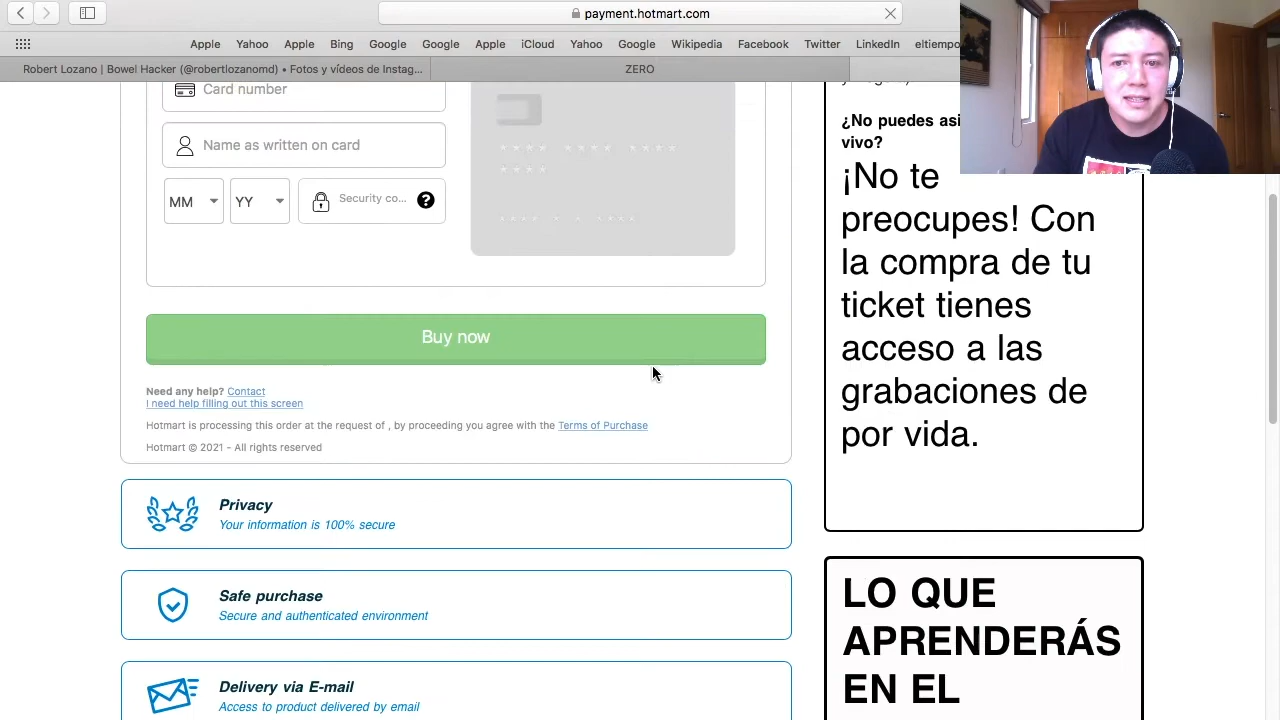 payment.hotmart.com
Apple Yahoo Apple Bing Google Google Apple iCloud Yahoo Google Wikipedia Facebook Twitter LinkedIn eltiempo
Robert Lozano | Bowel Hacker (@robertlozanoms) • Fotos y vídeos de Instag...
ZERO
Card number
Name as written on card
MM YY Security co... ?
Buy now
Need any help? Contact
I need help filling out this screen
Hotmart is processing this order at the request of , by proceeding you agree with the Terms of Purchase
Hotmart © 2021 - All rights reserved
Privacy
Your information is 100% secure
Safe purchase
Secure and authenticated environment
Delivery via E-mail
Access to product delivered by email
¿No puedes asi
vivo?
¡No te
preocupes! Con
la compra de tu
ticket tienes
acceso a las
grabaciones de
por vida.
LO QUE
APRENDERÁS
EN EL